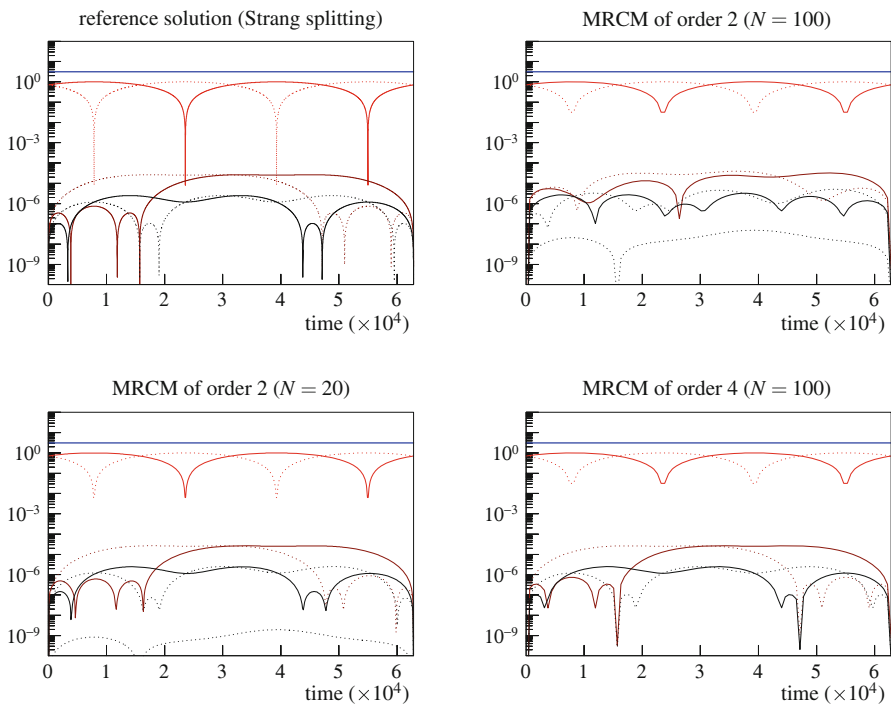 reference solution (Strang splitting)
10^0
10^−3
10^−6
10^−9
0 1 2 3 4 5 6
time (×10^4)
MRCM of order 2 (N = 100)
10^0
10^−3
10^−6
10^−9
0 1 2 3 4 5 6
time (×10^4)
MRCM of order 2 (N = 20)
10^0
10^−3
10^−6
10^−9
0 1 2 3 4 5 6
time (×10^4)
MRCM of order 4 (N = 100)
10^0
10^−3
10^−6
10^−9
0 1 2 3 4 5 6
time (×10^4)